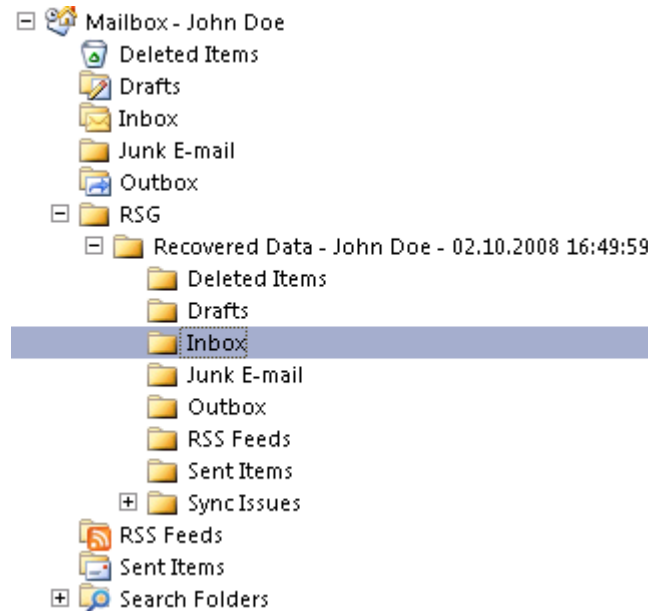 Mailbox - John Doe
Deleted Items
Drafts
Inbox
Junk E-mail
Outbox
RSG
Recovered Data - John Doe - 02.10.2008 16:49:59
Deleted Items
Drafts
Inbox
Junk E-mail
Outbox
RSS Feeds
Sent Items
Sync Issues
RSS Feeds
Sent Items
Search Folders